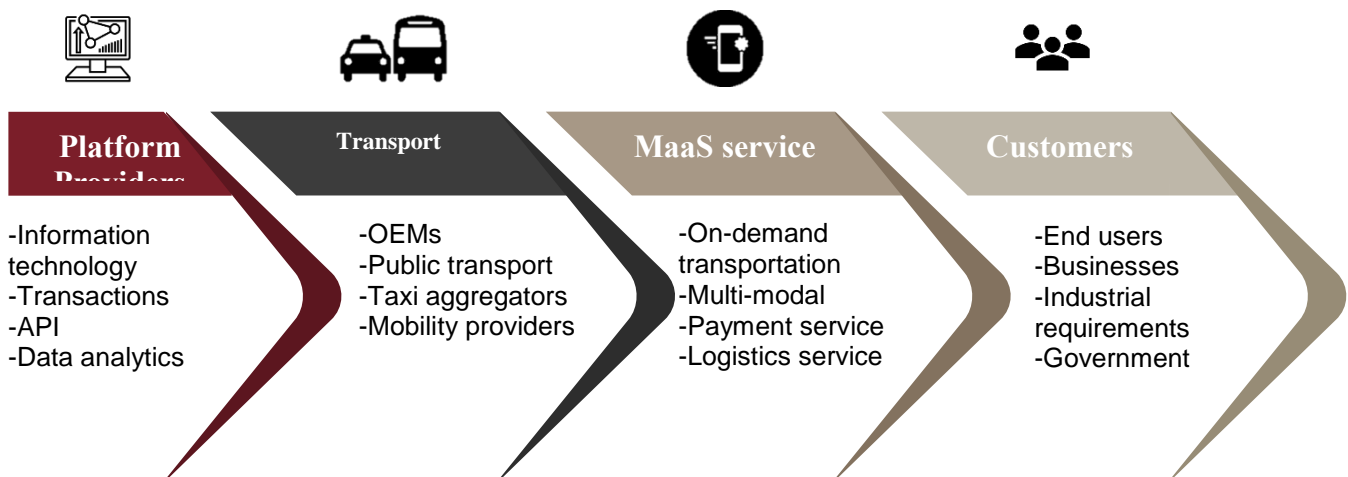 Platform
Providers
Transport
MaaS service
Customers
-Information
technology
-Transactions
-API
-Data analytics
-OEMs
-Public transport
-Taxi aggregators
-Mobility providers
-On-demand
transportation
-Multi-modal
-Payment service
-Logistics service
-End users
-Businesses
-Industrial
requirements
-Government